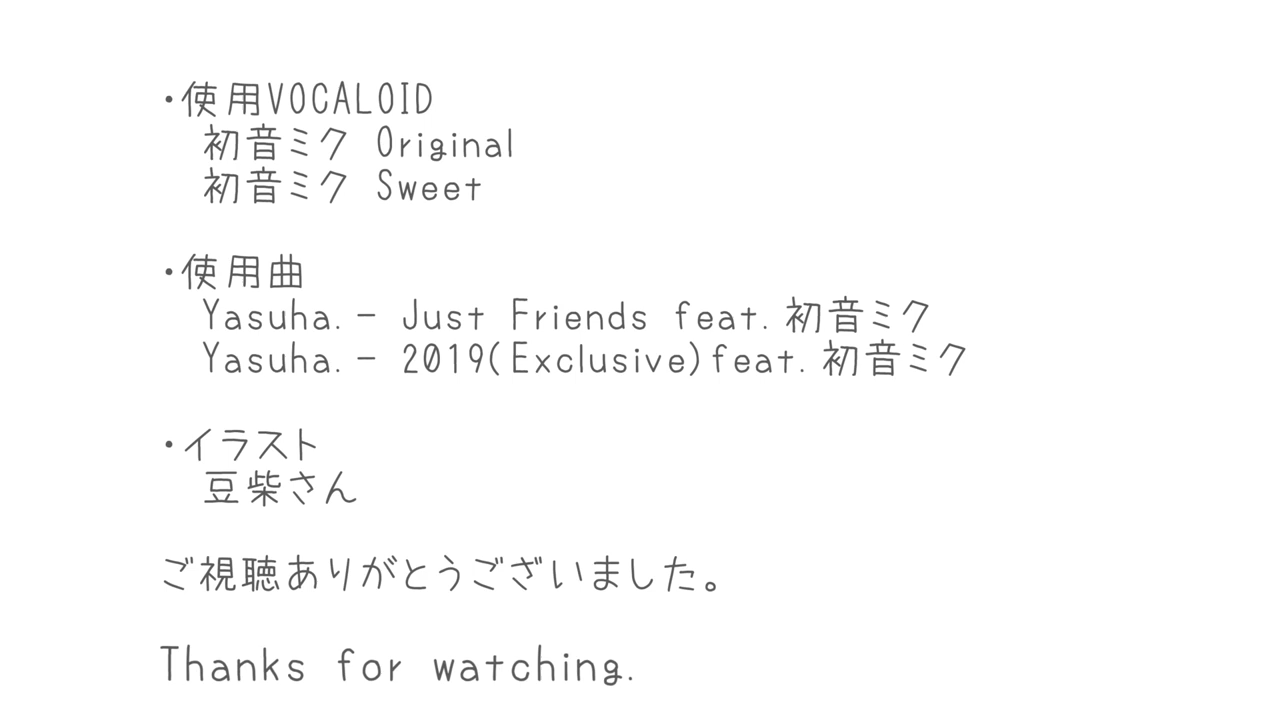 ・使用VOCALOID
初音ミク Original
初音ミク Sweet
・使用曲
Yasuha.- Just Friends feat.初音ミク
Yasuha.- 2019(Exclusive)feat.初音ミク
・イラスト
豆柴さん
ご視聴ありがとうございました。
Thanks for watching.